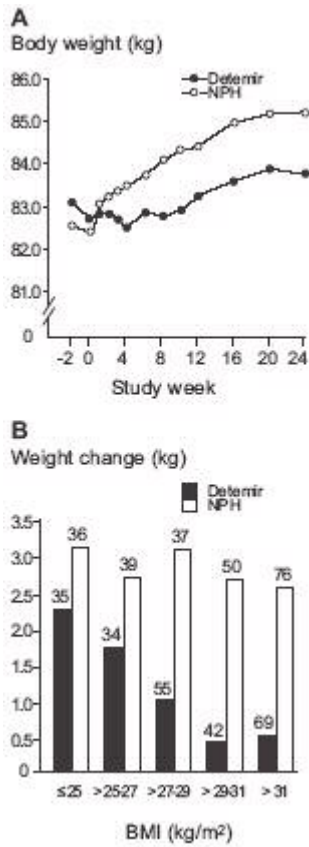 A
Body weight (kg)
Detemir
NPH
86.0
85.0
84.0
83.0
82.0
81.0
0
-2 0 4 8 12 16 20 24
Study week
B
Weight change (kg)
Detemir
NPH
3.5
3.0
2.5
2.0
1.5
1.0
0.5
0
35 36 34 39 55 37 42 50 69 76
≤25 >25-27 >27-29 >29-31 >31
BMI (kg/m²)